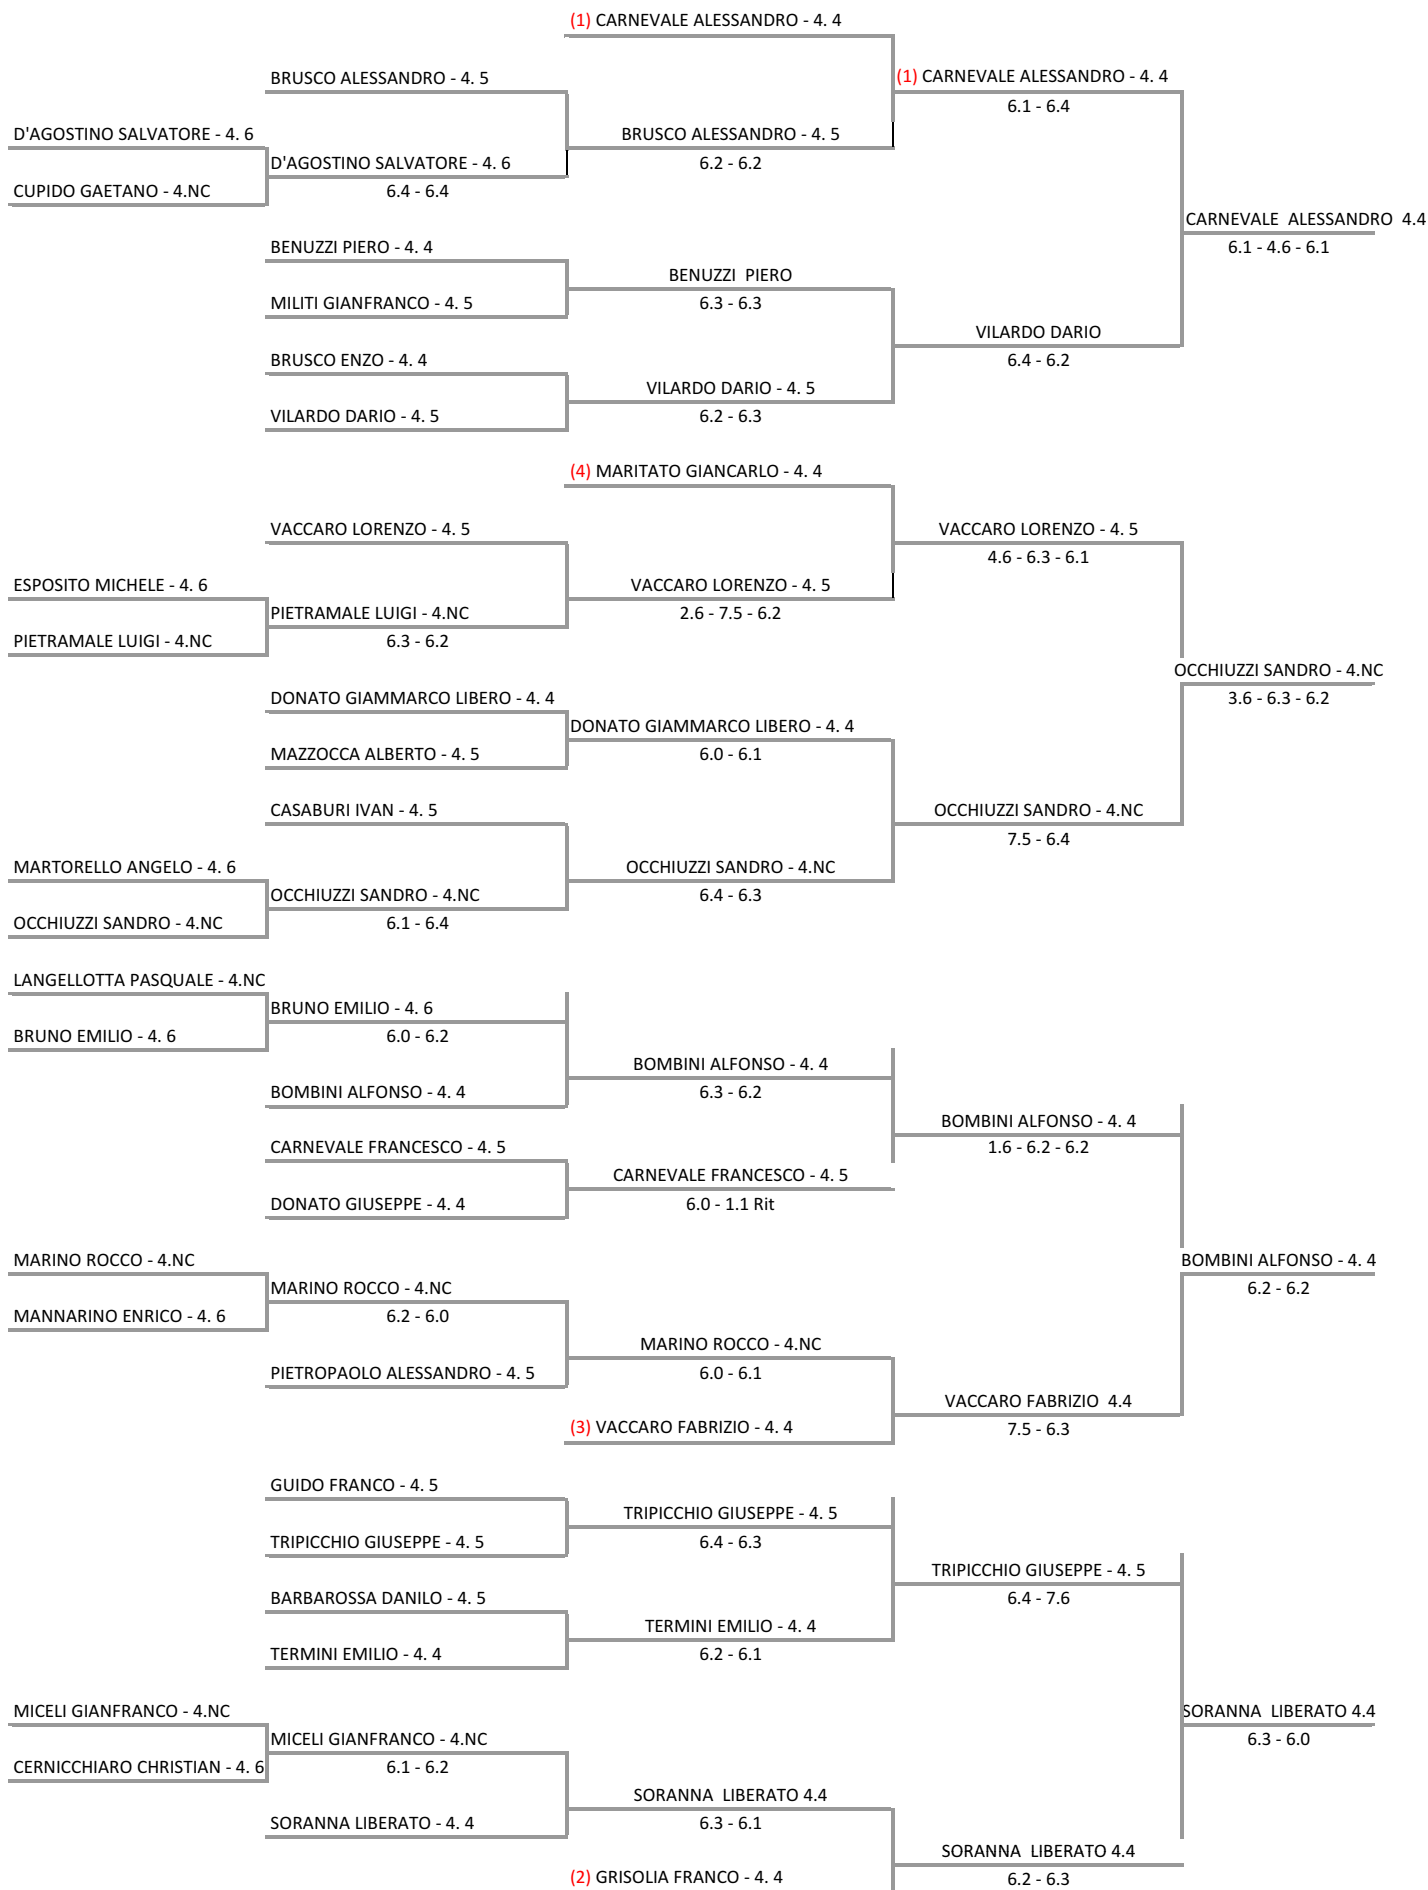 (1) CARNEVALE ALESSANDRO - 4. 4
BRUSCO ALESSANDRO - 4. 5
(1) CARNEVALE ALESSANDRO - 4. 4
6.1 - 6.4
D'AGOSTINO SALVATORE - 4. 6
BRUSCO ALESSANDRO - 4. 5
D'AGOSTINO SALVATORE - 4. 6
6.2 - 6.2
CUPIDO GAETANO - 4.NC
6.4 - 6.4
CARNEVALE  ALESSANDRO  4.4
BENUZZI PIERO - 4. 4
6.1 - 4.6 - 6.1
BENUZZI  PIERO
MILITI GIANFRANCO - 4. 5
6.3 - 6.3
VILARDO DARIO
BRUSCO ENZO - 4. 4
6.4 - 6.2
VILARDO DARIO - 4. 5
VILARDO DARIO - 4. 5
6.2 - 6.3
(4) MARITATO GIANCARLO - 4. 4
VACCARO LORENZO - 4. 5
VACCARO LORENZO - 4. 5
4.6 - 6.3 - 6.1
ESPOSITO MICHELE - 4. 6
VACCARO LORENZO - 4. 5
PIETRAMALE LUIGI - 4.NC
2.6 - 7.5 - 6.2
PIETRAMALE LUIGI - 4.NC
6.3 - 6.2
OCCHIUZZI SANDRO - 4.NC
DONATO GIAMMARCO LIBERO - 4. 4
3.6 - 6.3 - 6.2
DONATO GIAMMARCO LIBERO - 4. 4
MAZZOCCA ALBERTO - 4. 5
6.0 - 6.1
CASABURI IVAN - 4. 5
OCCHIUZZI SANDRO - 4.NC
7.5 - 6.4
MARTORELLO ANGELO - 4. 6
OCCHIUZZI SANDRO - 4.NC
OCCHIUZZI SANDRO - 4.NC
6.4 - 6.3
OCCHIUZZI SANDRO - 4.NC
6.1 - 6.4
LANGELLOTTA PASQUALE - 4.NC
BRUNO EMILIO - 4. 6
BRUNO EMILIO - 4. 6
6.0 - 6.2
BOMBINI ALFONSO - 4. 4
BOMBINI ALFONSO - 4. 4
6.3 - 6.2
BOMBINI ALFONSO - 4. 4
CARNEVALE FRANCESCO - 4. 5
1.6 - 6.2 - 6.2
CARNEVALE FRANCESCO - 4. 5
DONATO GIUSEPPE - 4. 4
6.0 - 1.1 Rit
MARINO ROCCO - 4.NC
BOMBINI ALFONSO - 4. 4
MARINO ROCCO - 4.NC
6.2 - 6.2
MANNARINO ENRICO - 4. 6
6.2 - 6.0
MARINO ROCCO - 4.NC
PIETROPAOLO ALESSANDRO - 4. 5
6.0 - 6.1
VACCARO FABRIZIO  4.4
(3) VACCARO FABRIZIO - 4. 4
7.5 - 6.3
GUIDO FRANCO - 4. 5
TRIPICCHIO GIUSEPPE - 4. 5
TRIPICCHIO GIUSEPPE - 4. 5
6.4 - 6.3
TRIPICCHIO GIUSEPPE - 4. 5
BARBAROSSA DANILO - 4. 5
6.4 - 7.6
TERMINI EMILIO - 4. 4
TERMINI EMILIO - 4. 4
6.2 - 6.1
MICELI GIANFRANCO - 4.NC
SORANNA  LIBERATO 4.4
MICELI GIANFRANCO - 4.NC
6.3 - 6.0
CERNICCHIARO CHRISTIAN - 4. 6
6.1 - 6.2
SORANNA  LIBERATO 4.4
SORANNA LIBERATO - 4. 4
6.3 - 6.1
SORANNA  LIBERATO 4.4
(2) GRISOLIA FRANCO - 4. 4
6.2 - 6.3